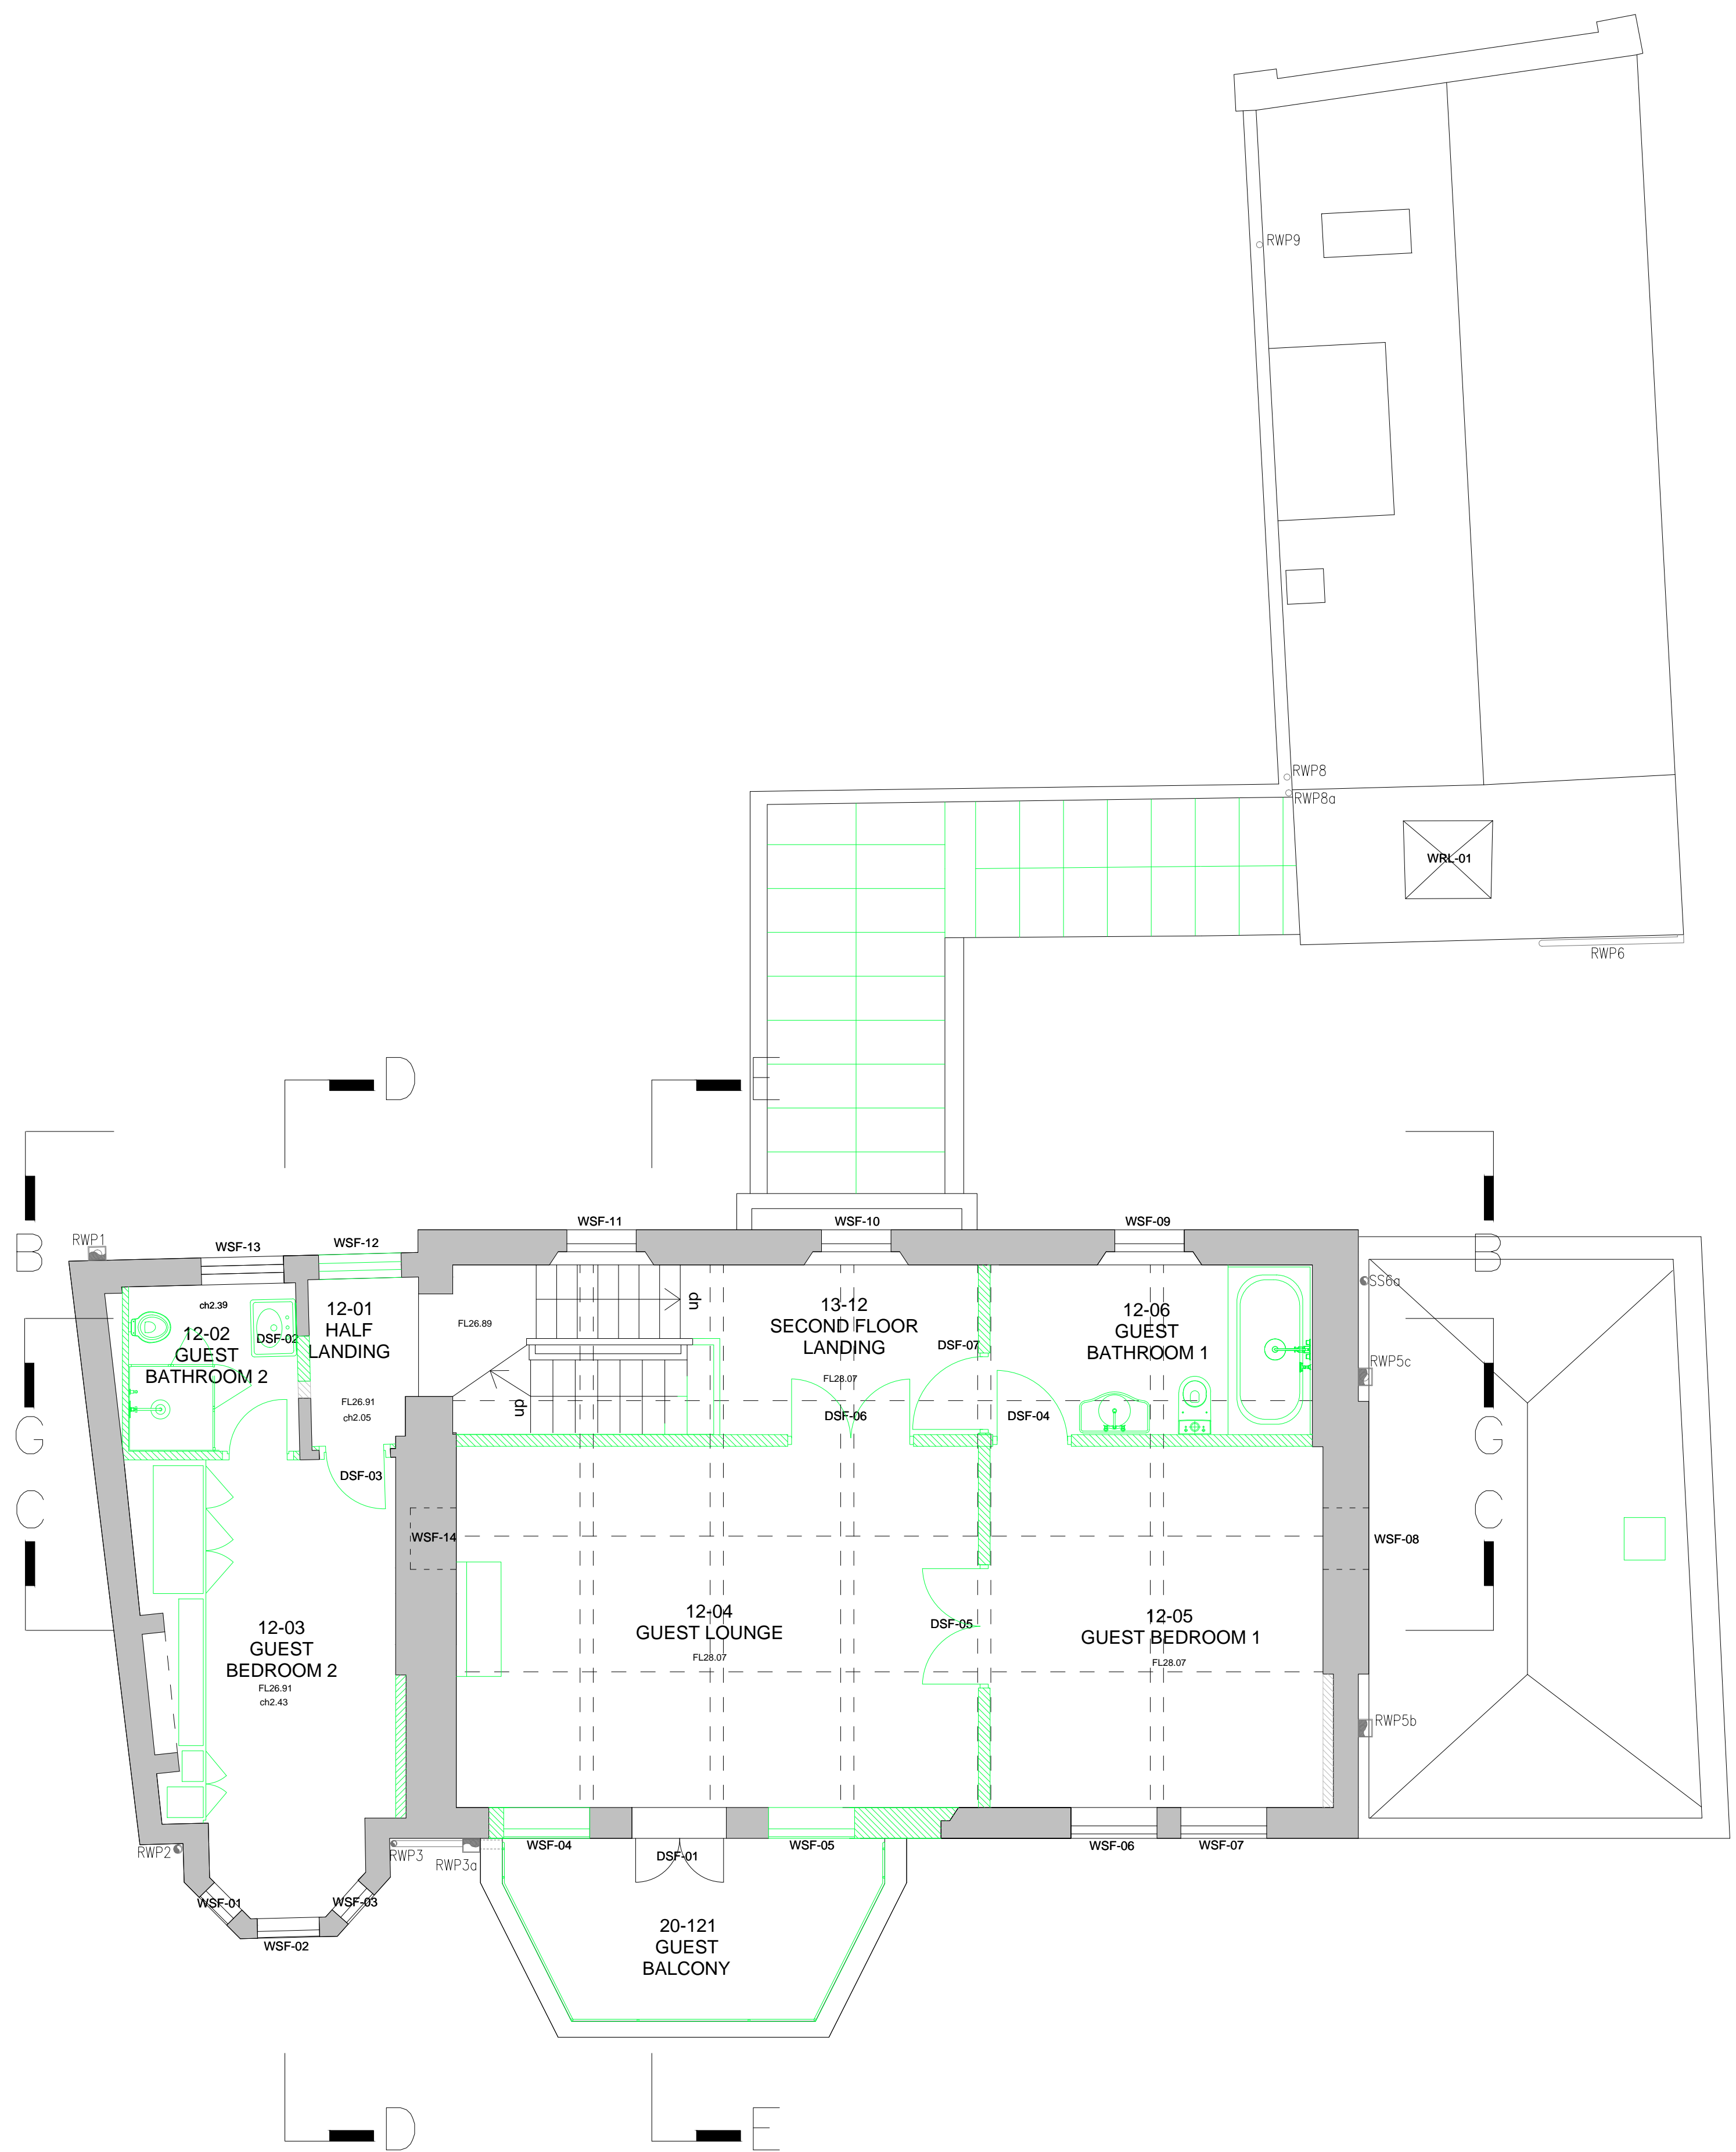 RWP9
RWP8
RWP8a
WRL-01
RWP6
D
E
B
B
RWP1
WSF-13
WSF-12
WSF-11
WSF-10
WSF-09
SS6a
ch2.39
12-02
GUEST
BATHROOM 2
DSF-02
12-01
HALF
LANDING
FL26.91
ch2.05
FL26.89
up
dn
13-12
SECOND FLOOR
LANDING
FL28.07
DSF-07
DSF-06
12-06
GUEST
BATHROOM 1
DSF-04
RWP5c
G
G
C
C
DSF-03
WSF-14
WSF-08
12-03
GUEST
BEDROOM 2
FL26.91
ch2.43
12-04
GUEST LOUNGE
FL28.07
DSF-05
12-05
GUEST BEDROOM 1
FL28.07
RWP5b
RWP2
RWP3
RWP3a
WSF-04
DSF-01
WSF-05
WSF-06
WSF-07
WSF-01
WSF-03
WSF-02
20-121
GUEST
BALCONY
D
E